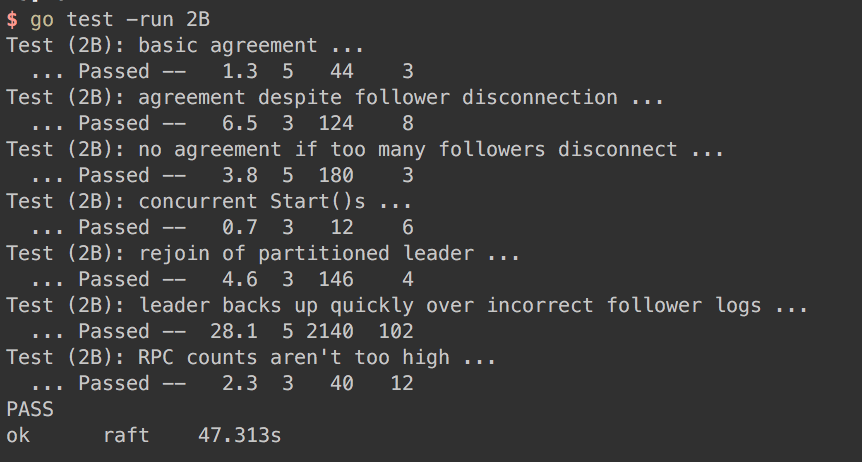 $ go test -run 2B
Test (2B): basic agreement ...
  ... Passed --   1.3  5   44    3
Test (2B): agreement despite follower disconnection ...
  ... Passed --   6.5  3  124    8
Test (2B): no agreement if too many followers disconnect ...
  ... Passed --   3.8  5  180    3
Test (2B): concurrent Start()s ...
  ... Passed --   0.7  3   12    6
Test (2B): rejoin of partitioned leader ...
  ... Passed --   4.6  3  146    4
Test (2B): leader backs up quickly over incorrect follower logs ...
  ... Passed --  28.1  5 2140  102
Test (2B): RPC counts aren't too high ...
  ... Passed --   2.3  3   40   12
PASS
ok      raft    47.313s